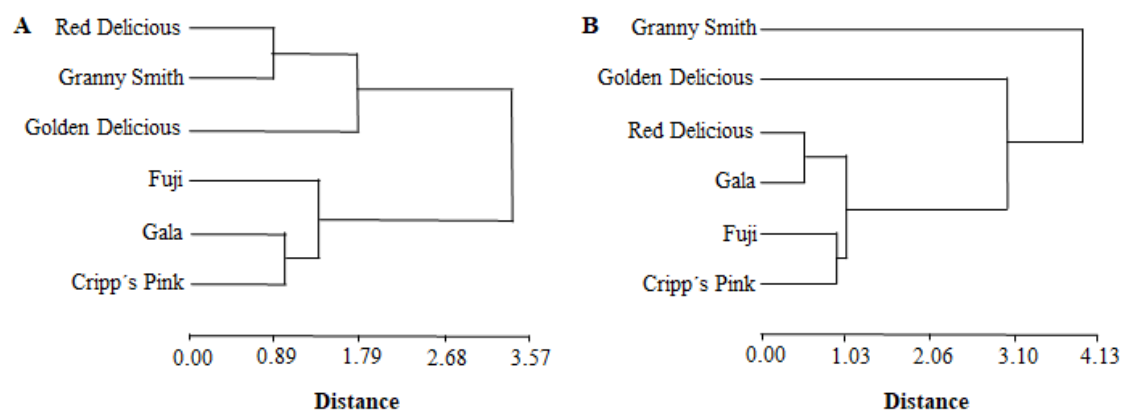 A
Red Delicious
Granny Smith
Golden Delicious
Fuji
Gala
Cripp´s Pink
0.00 0.89 1.79 2.68 3.57
Distance
B
Granny Smith
Golden Delicious
Red Delicious
Gala
Fuji
Cripp´s Pink
0.00 1.03 2.06 3.10 4.13
Distance